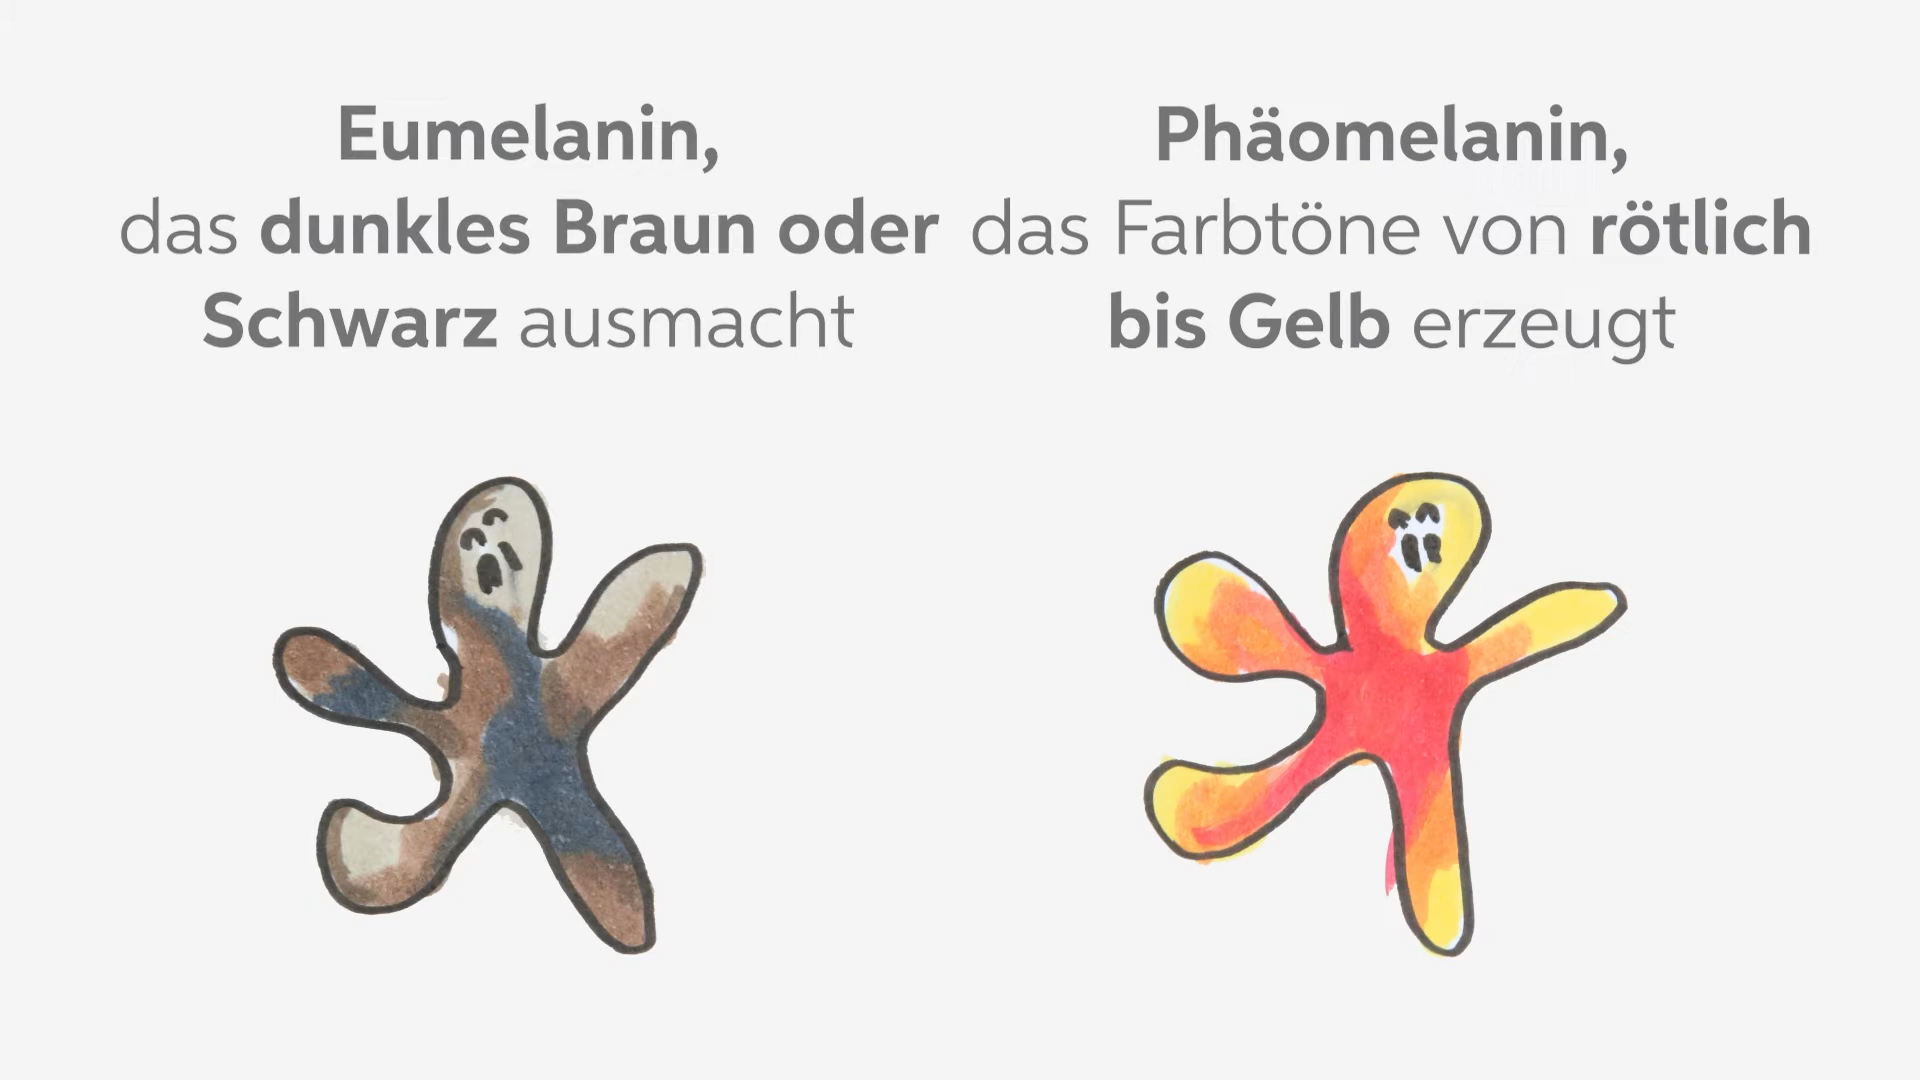 Eumelanin,
das dunkles Braun oder
Schwarz ausmacht
Phäomelanin,
das Farbtöne von rötlich
bis Gelb erzeugt